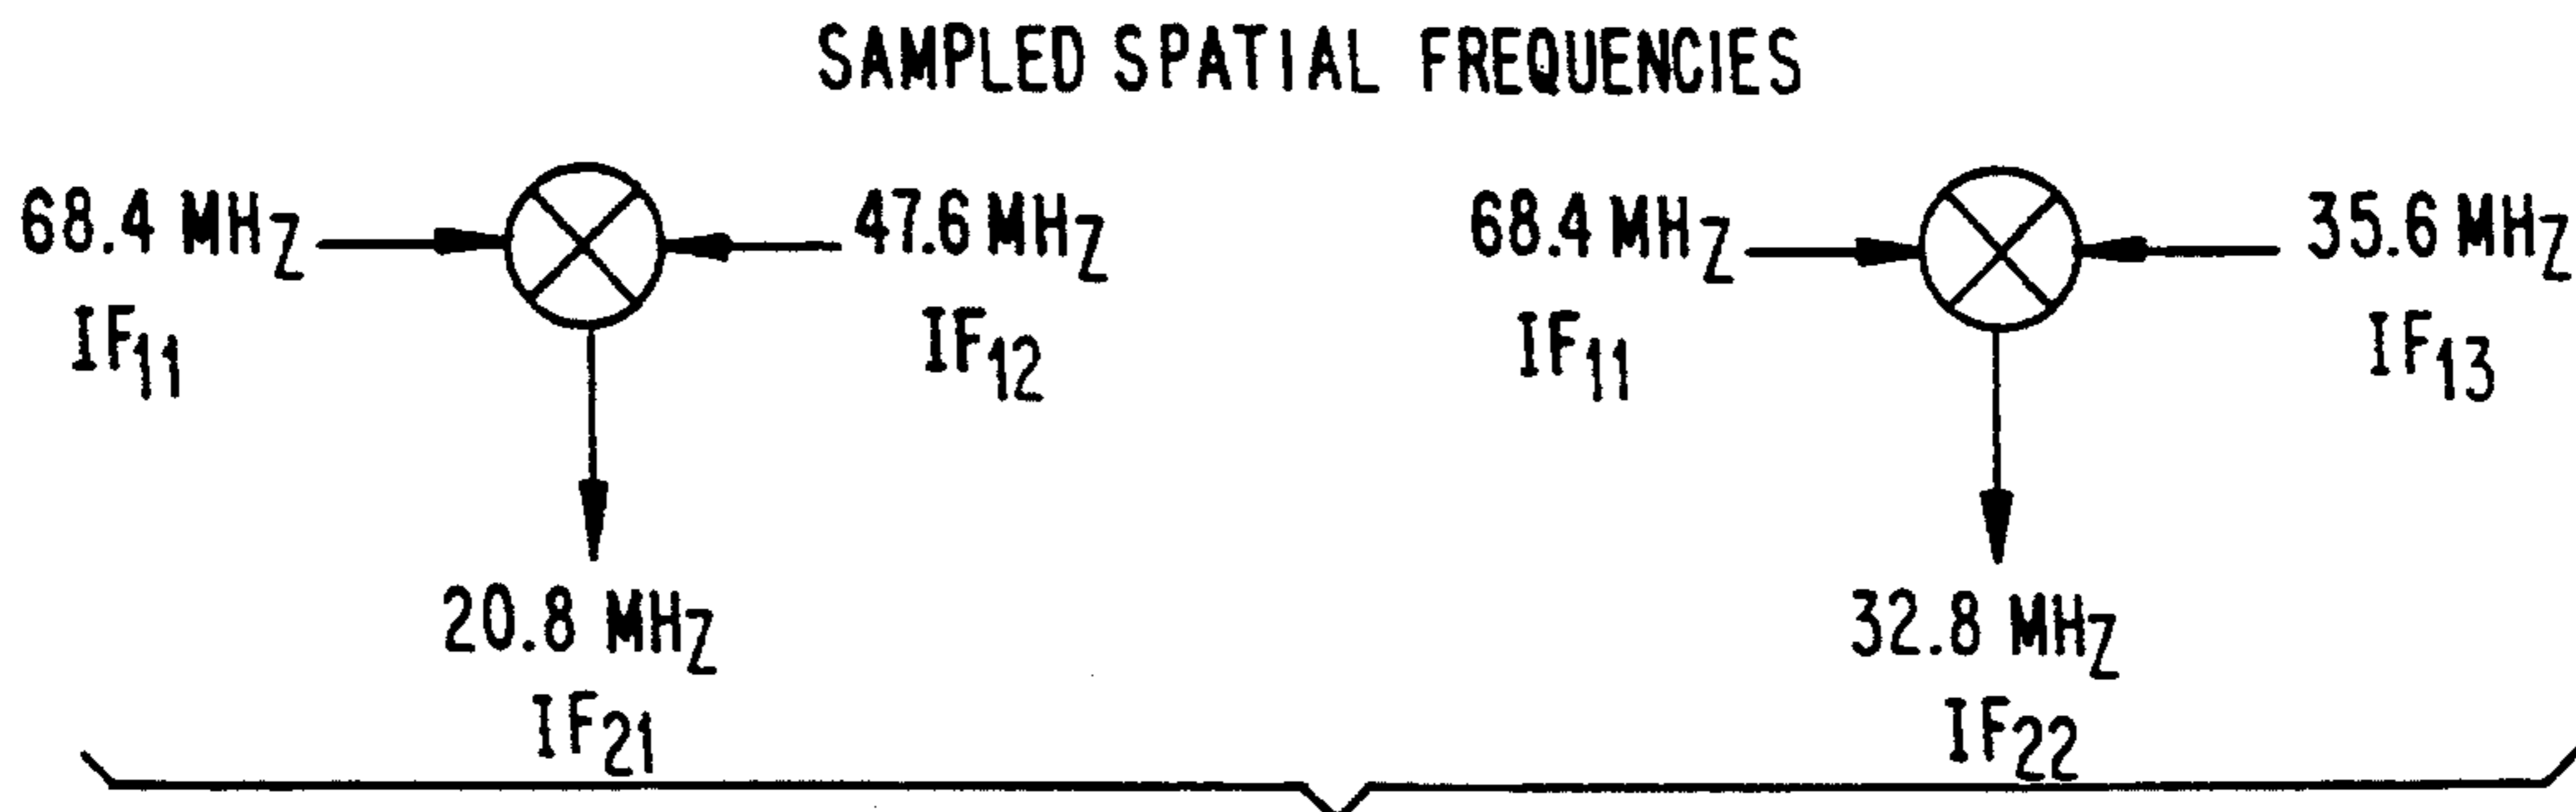 SAMPLED SPATIAL FREQUENCIES
68.4 MHZ 47.6 MHZ 68.4 MHZ 35.6 MHZ
IF11 IF12 IF11 IF13
20.8 MHZ 32.8 MHZ
IF21 IF22